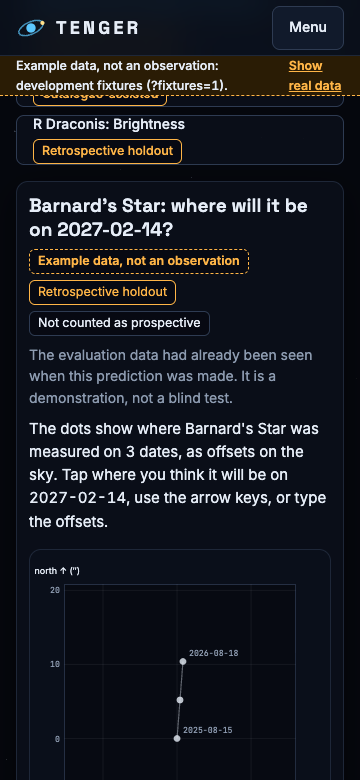 TENGER
Menu
Example data, not an observation:
development fixtures (?fixtures=1).
Show
real data
R Draconis: Brightness
Retrospective holdout
Barnard's Star: where will it be
on 2027-02-14?
Example data, not an observation
Retrospective holdout
Not counted as prospective
The evaluation data had already been seen
when this prediction was made. It is a
demonstration, not a blind test.
The dots show where Barnard's Star was
measured on 3 dates, as offsets on the
sky. Tap where you think it will be on
2027-02-14, use the arrow keys, or type
the offsets.
north ↑ (")
20
2026-08-18
10
2025-08-15
0